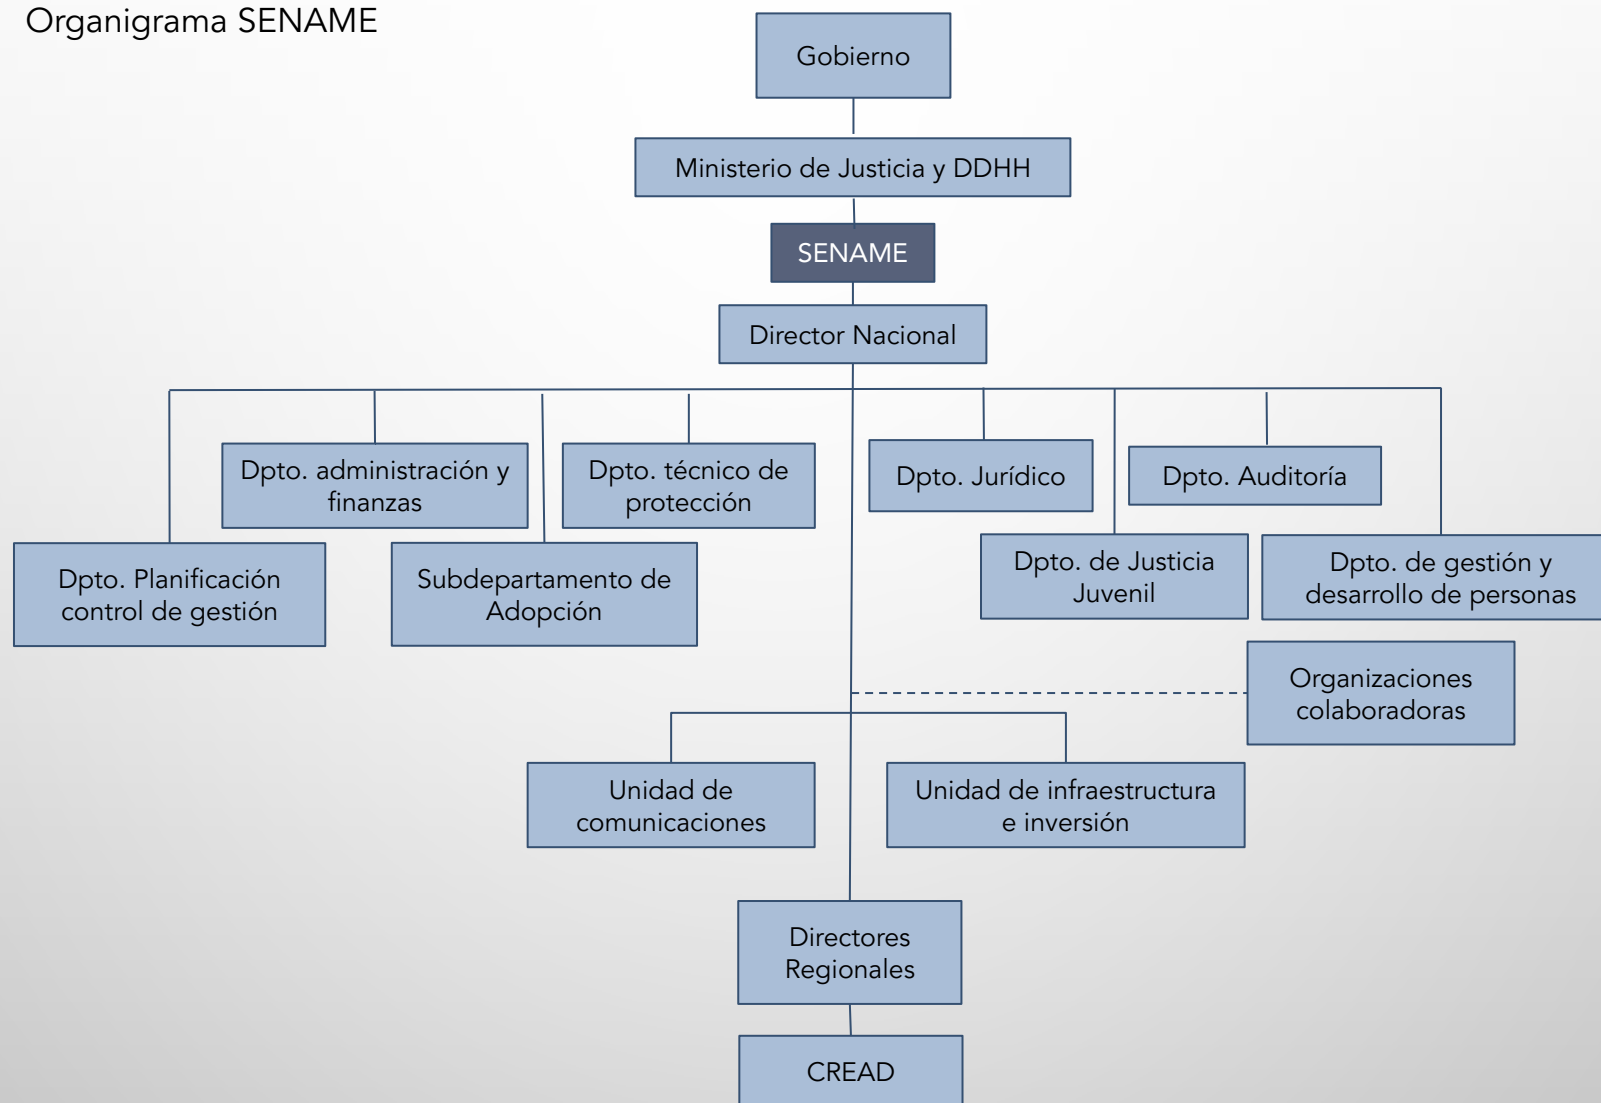 Organigrama SENAME
Gobierno
Ministerio de Justicia y DDHH
SENAME
Director Nacional
Dpto. administración y
finanzas
Dpto. técnico de
protección
Dpto. Jurídico
Dpto. Auditoría
Dpto. Planificación
control de gestión
Subdepartamento de
Adopción
Dpto. de Justicia
Juvenil
Dpto. de gestión y
desarrollo de personas
Organizaciones
colaboradoras
Unidad de
comunicaciones
Unidad de infraestructura
e inversión
Directores
Regionales
CREAD